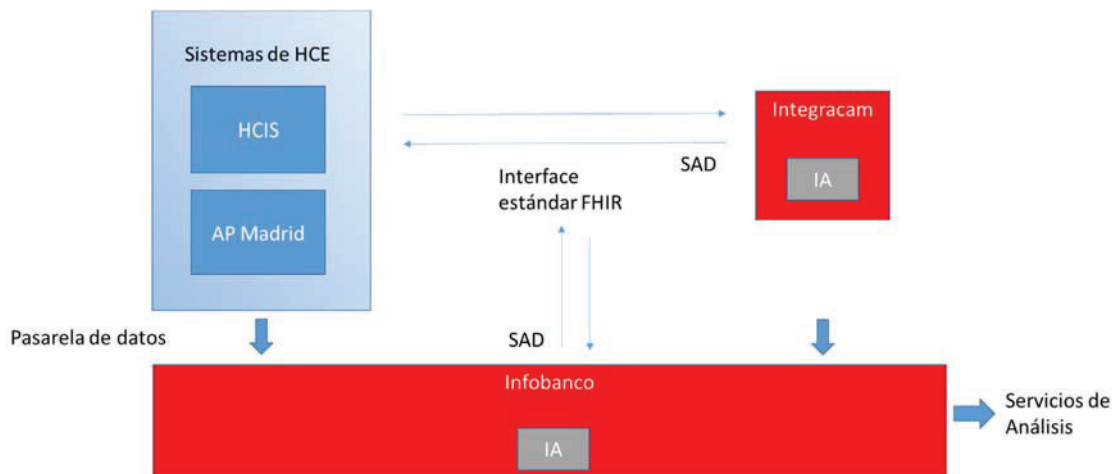 Sistemas de HCE
HCIS
AP Madrid
Integracam
IA
SAD
Interface
estándar FHIR
Pasarela de datos
SAD
Infobanco
IA
Servicios de
Análisis